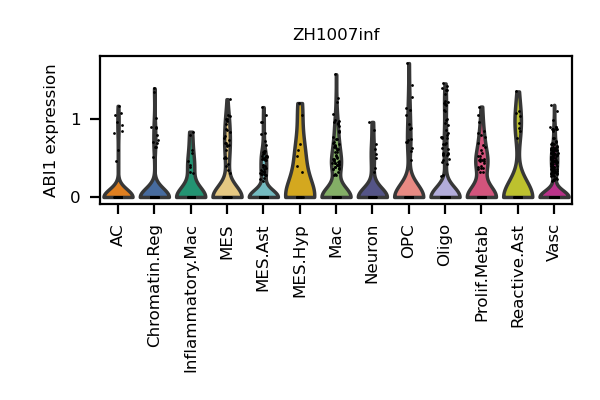 ZH1007inf
ABI1 expression
1
0
AC
Chromatin.Reg
Inflammatory.Mac
MES
MES.Ast
MES.Hyp
Mac
Neuron
OPC
Oligo
Prolif.Metab
Reactive.Ast
Vasc